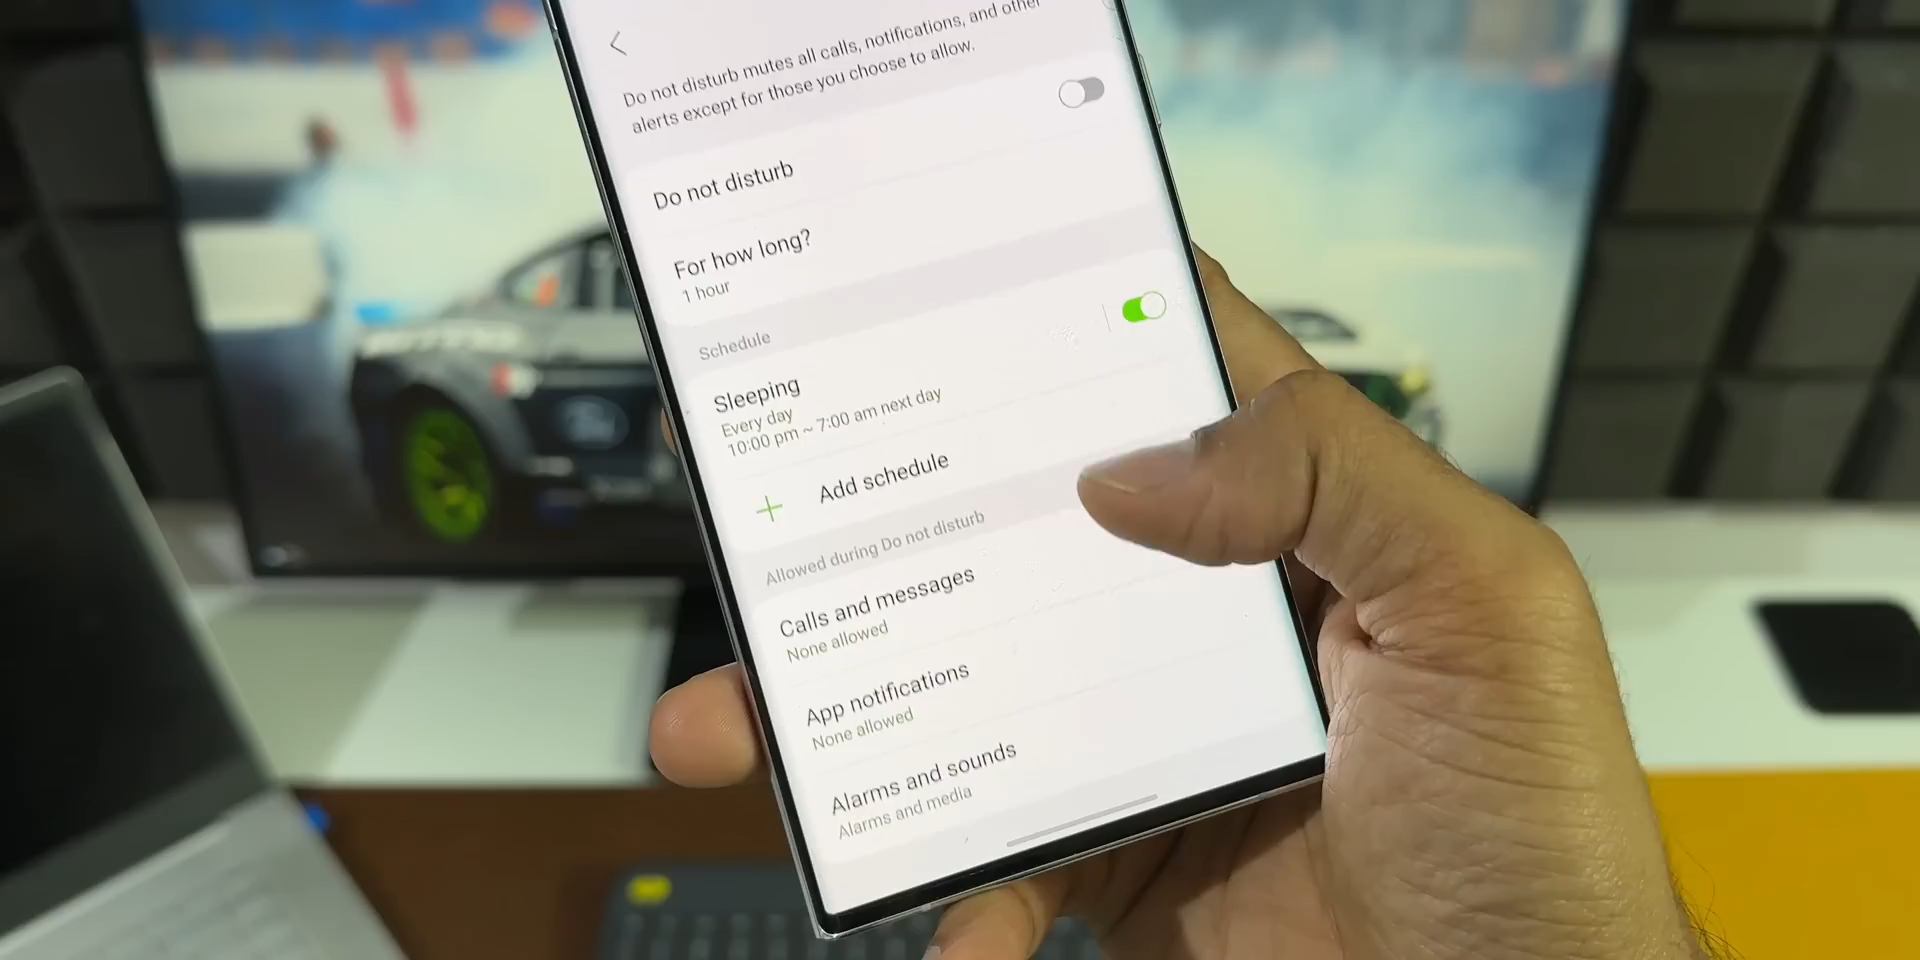 Do not disturb mutes all calls, notifications, and other
alerts except for those you choose to allow.
Do not disturb
For how long?
1 hour
Schedule
Sleeping
Every day
10:00 pm ~ 7:00 am next day
Add schedule
Allowed during Do not disturb
Calls and messages
None allowed
App notifications
None allowed
Alarms and sounds
Alarms and media